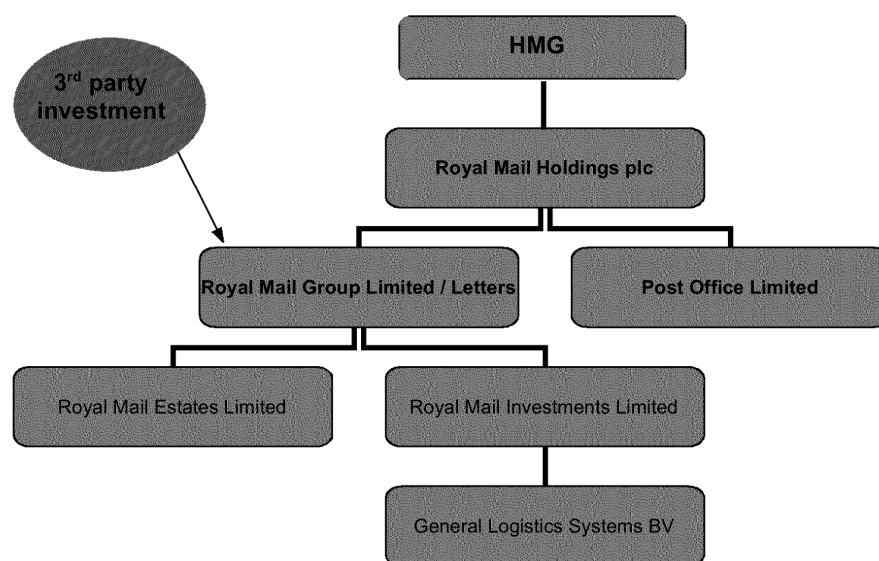 HMG
3rd party
investment
Royal Mail Holdings plc
Royal Mail Group Limited / Letters
Post Office Limited
Royal Mail Estates Limited
Royal Mail Investments Limited
General Logistics Systems BV